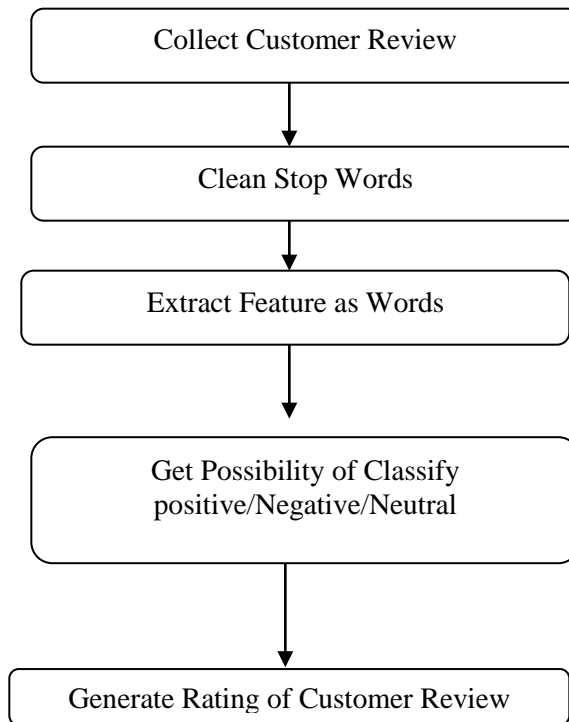 Collect Customer Review
Clean Stop Words
Extract Feature as Words
Get Possibility of Classify
positive/Negative/Neutral
Generate Rating of Customer Review